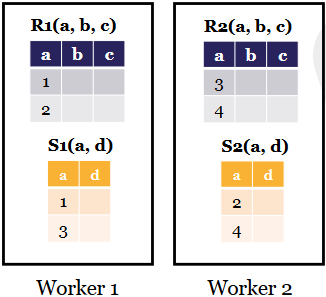 R1(a, b, c)
a b c
1
2
S1(a, d)
a d
1
3
Worker 1
R2(a, b, c)
a b c
3
4
S2(a, d)
a d
2
4
Worker 2